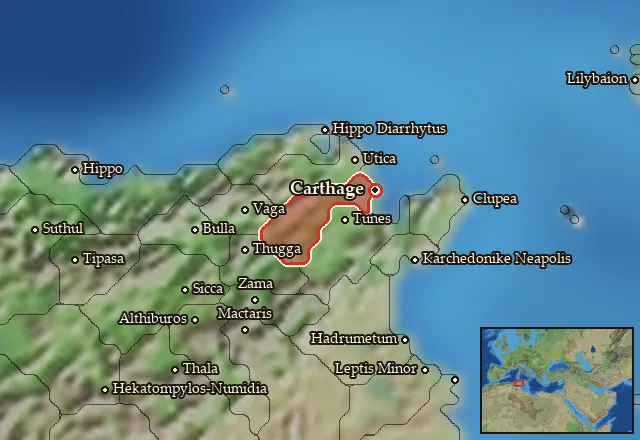 Lilybaion
Hippo Diarrhytus
Utica
Hippo
Carthage
Clupea
Vaga
Tunes
Suthul
Bulla
Thugga
Tipasa
Karchedonike Neapolis
Zama
Sicca
Mactaris
Althiburos
Hadrumetum
Thala
Leptis Minor
Hekatompylos-Numidia